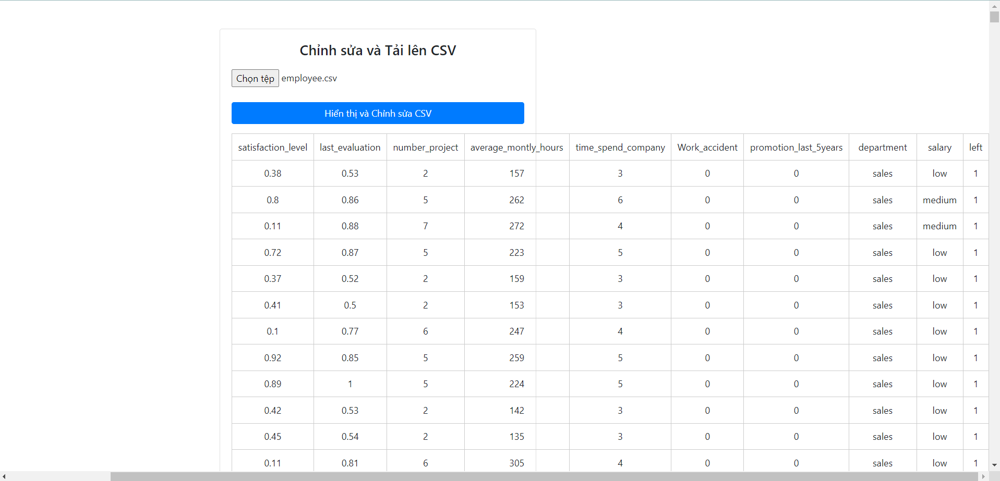 Chỉnh sửa và Tải lên CSV
Chọn tệp employee.csv
Hiển thị và Chỉnh sửa CSV
satisfaction_level last_evaluation number_project average_montly_hours time_spend_company Work_accident promotion_last_5years department salary left
0.38 0.53 2 157 3 0 0 sales low 1
0.8 0.86 5 262 6 0 0 sales medium 1
0.11 0.88 7 272 4 0 0 sales medium 1
0.72 0.87 5 223 5 0 0 sales low 1
0.37 0.52 2 159 3 0 0 sales low 1
0.41 0.5 2 153 3 0 0 sales low 1
0.1 0.77 6 247 4 0 0 sales low 1
0.92 0.85 5 259 5 0 0 sales low 1
0.89 1 5 224 5 0 0 sales low 1
0.42 0.53 2 142 3 0 0 sales low 1
0.45 0.54 2 135 3 0 0 sales low 1
0.11 0.81 6 305 4 0 0 sales low 1